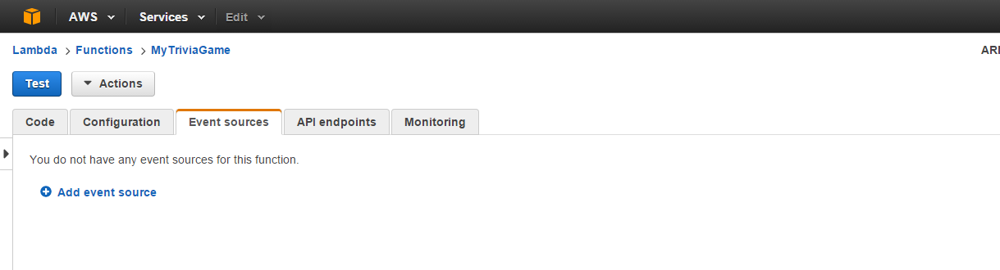 AWS Services Edit
Lambda > Functions > MyTriviaGame
Test Actions
Code Configuration Event sources API endpoints Monitoring
You do not have any event sources for this function.
Add event source